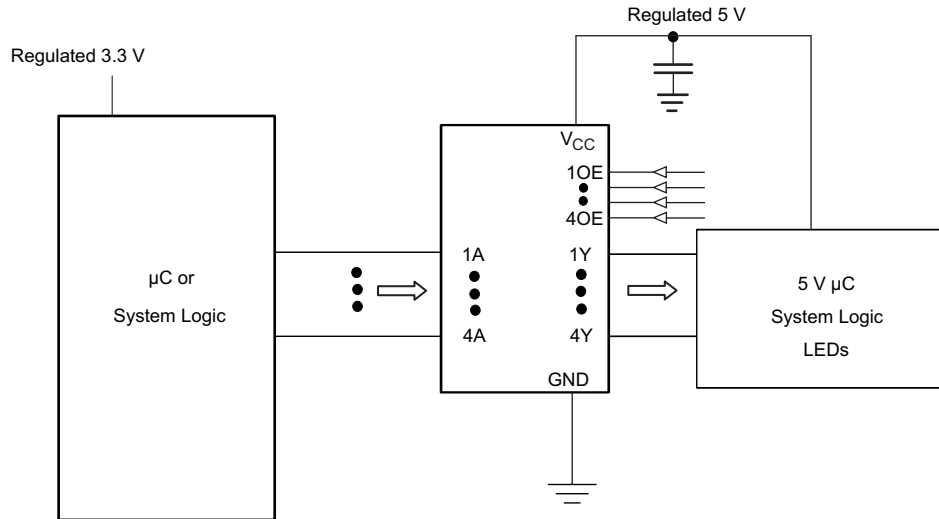 Regulated 5 V
Regulated 3.3 V
VCC
1OE
4OE
µC or
System Logic
1A
4A
1Y
4Y
GND
5 V µC
System Logic
LEDs